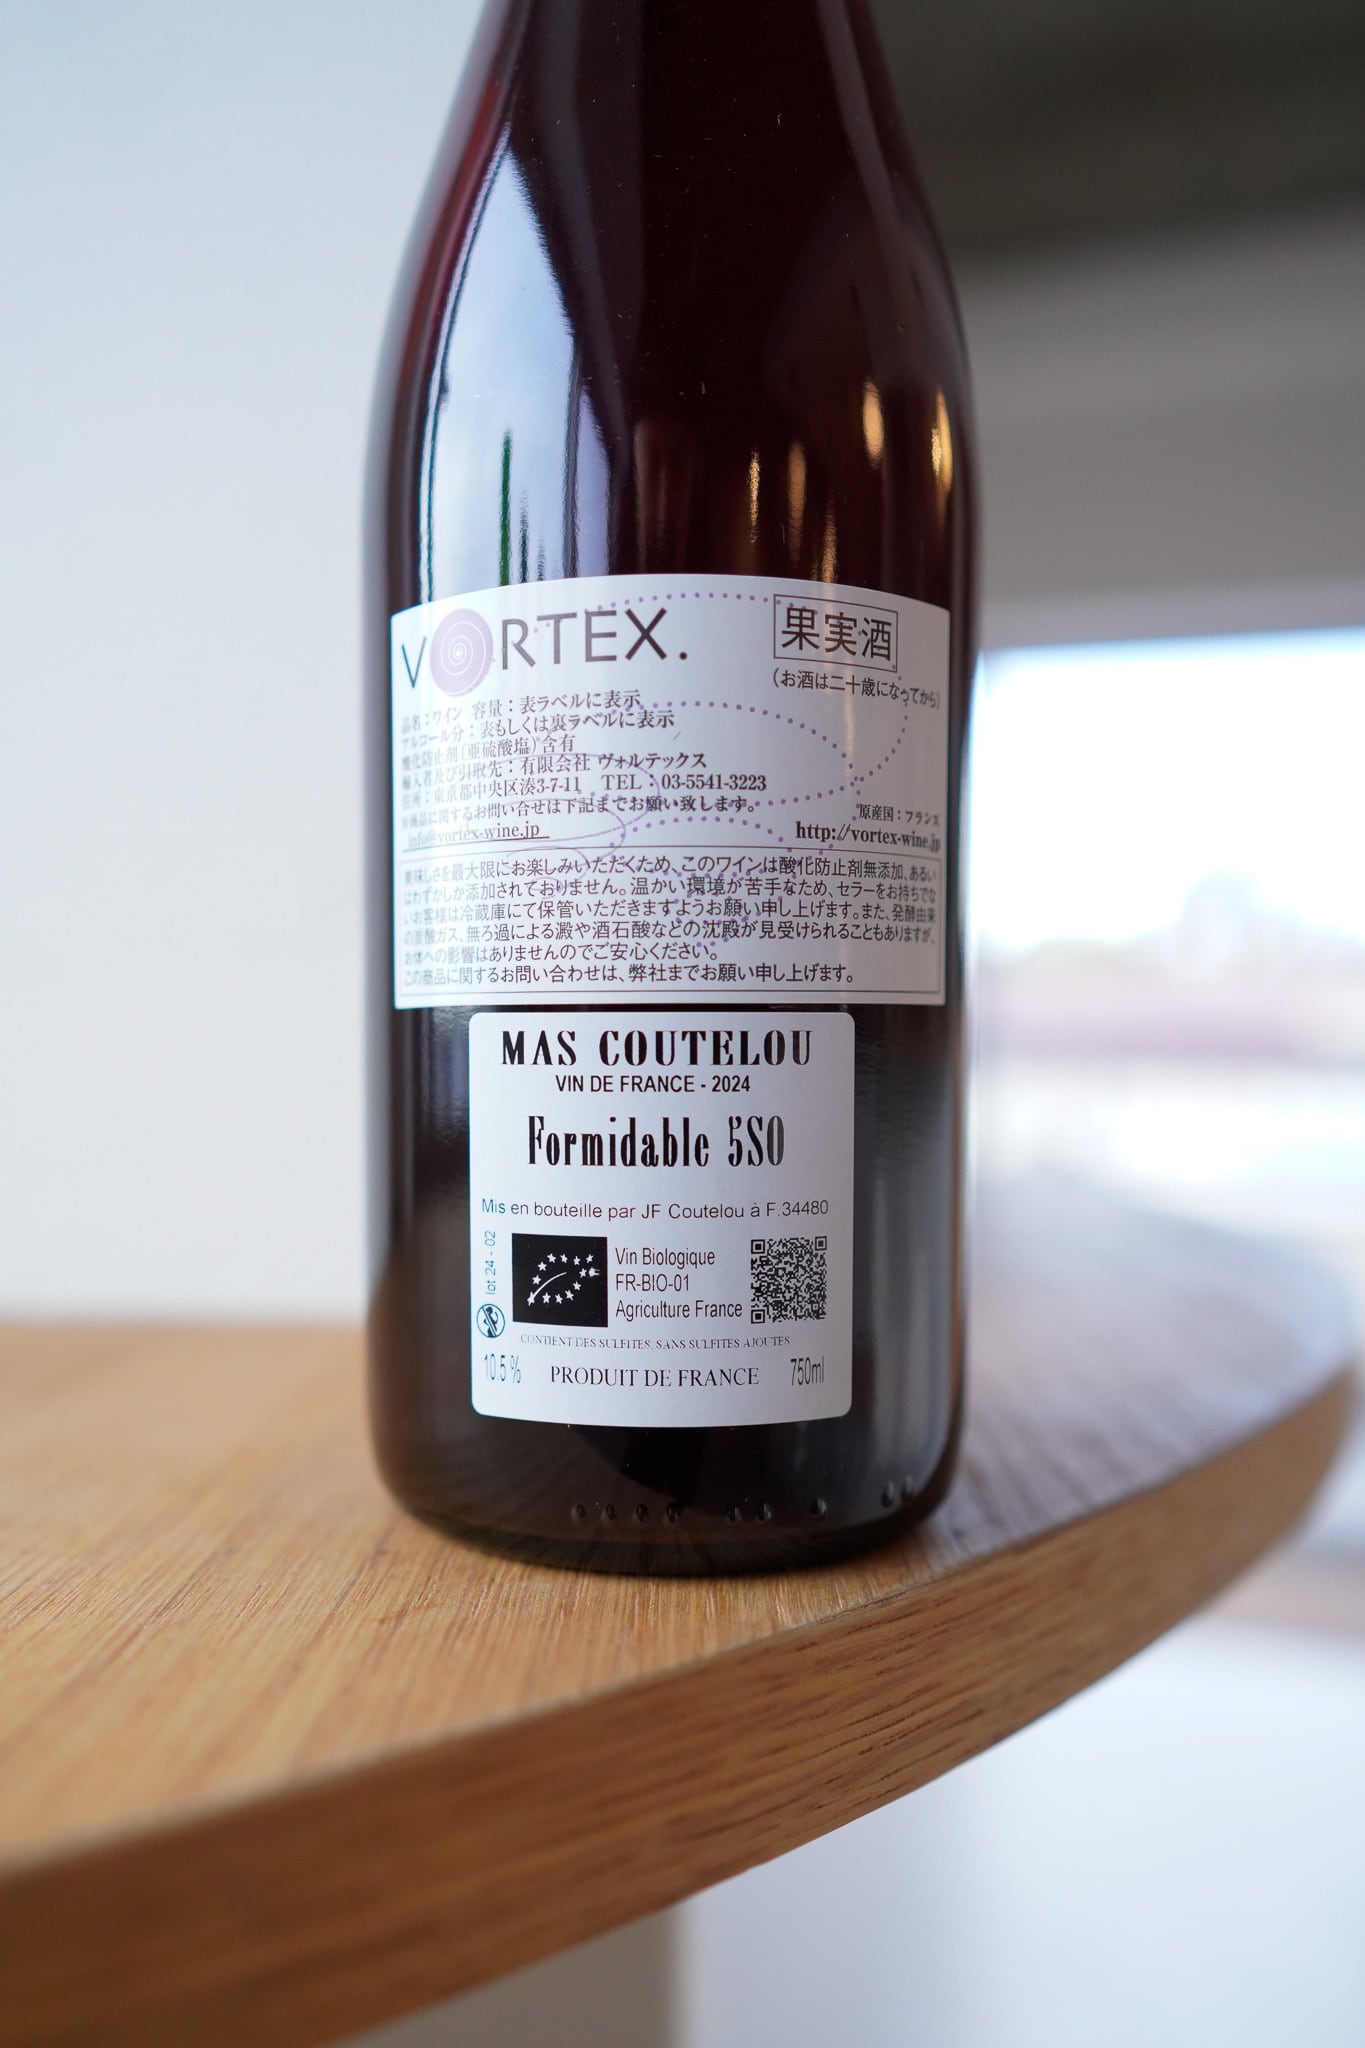 VORTEX.
果実酒
(お酒は二十歳になってから)
品名：ワイン 容量：表ラベルに表示
アルコール分：表もしくは裏ラベルに表示
酸化防止剤(亜硫酸塩)含有
輸入者及び引取先：有限会社 ヴォルテックス
住所：東京都中央区湊3-7-11 TEL：03-5541-3223
※商品に関するお問い合せは下記までお願い致します。
info@vortex-wine.jp
原産国：フランス
http://vortex-wine.jp
美味しさを最大限にお楽しみいただくため、このワインは酸化防止剤無添加、あるい
はわずかしか添加されておりません。温かい環境が苦手なため、セラーをお持ちでな
いお客様は冷蔵庫にて保管いただきますようお願い申し上げます。また、発酵由来
の炭酸ガス、無ろ過による澱や酒石酸などの沈殿が見受けられることもありますが、
お体への影響はありませんのでご安心ください。
この商品に関するお問い合わせは、弊社までお願い申し上げます。
MAS COUTELOU
VIN DE FRANCE - 2024
Formidable 5SO
Mis en bouteille par JF Coutelou à F.34480
lot 24 - 02
Vin Biologique
FR-BIO-01
Agriculture France
CONTIENT DES SULFITES, SANS SULFITES AJOUTES
10.5 %
PRODUIT DE FRANCE
750ml